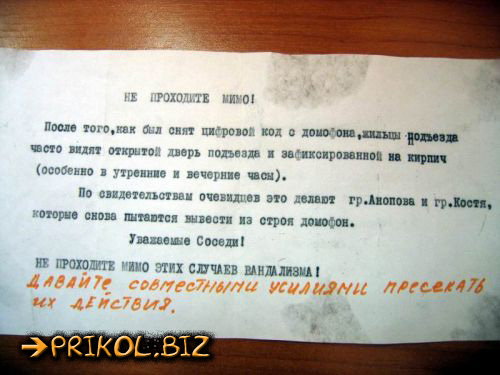 НЕ ПРОХОДИТЕ МИМО!
После того,как был снят цифровой код с домофона,жильцы подъезда
часто видят открытой дверь подъезда и зафиксированной на кирпич
(особенно в утренние и вечерние часы).
По свидетельствам очевидцев это делают гр.Анопова и гр.Костя,
которые снова пытаются вывести из строя домофон.
Уважаемые Соседи!
НЕ ПРОХОДИТЕ МИМО ЭТИХ СЛУЧАЕВ ВАНДАЛИЗМА!
ДАВАЙТЕ СОВМЕСТНЫМИ УСИЛИЯМИ ПРЕСЕКАТЬ
ИХ ДЕЙСТВИЯ.
PRIKOL.BIZ